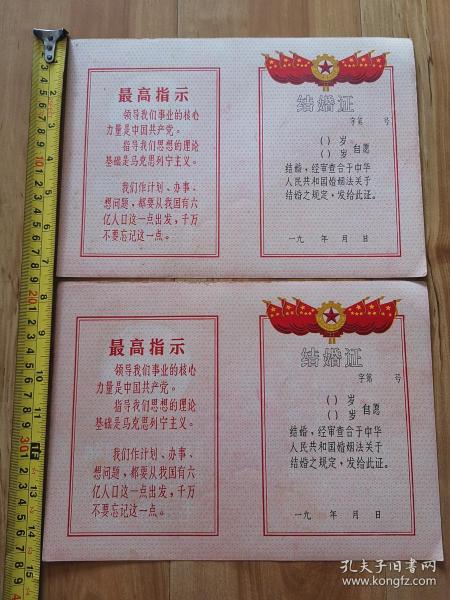 最高指示
领导我们事业的核心
力量是中国共产党。
指导我们思想的理论
基础是马克思列宁主义。
我们作计划、办事、
想问题，都要从我国有六
亿人口这一点出发，千万
不要忘记这一点。
结婚证
字第 号
() 岁
() 岁 自愿
结婚，经审查合于中华
人民共和国婚姻法关于
结婚之规定，发给此证。
一九 年 月 日
最高指示
领导我们事业的核心
力量是中国共产党。
指导我们思想的理论
基础是马克思列宁主义。
我们作计划、办事、
想问题，都要从我国有六
亿人口这一点出发，千万
不要忘记这一点。
结婚证
字第 号
() 岁
() 岁 自愿
结婚，经审查合于中华
人民共和国婚姻法关于
结婚之规定，发给此证。
一九 年 月 日
孔夫子旧书网
www.kongfz.com